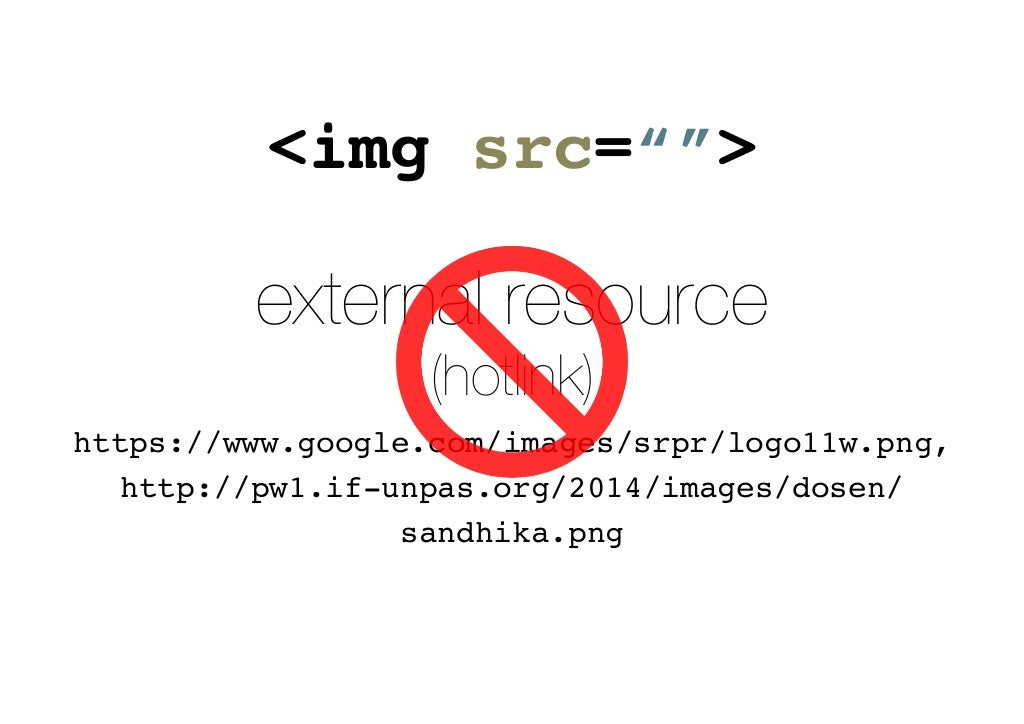 <img src=“”>
external resource
(hotlink)
https://www.google.com/images/srpr/logo11w.png,
http://pw1.if-unpas.org/2014/images/dosen/
sandhika.png